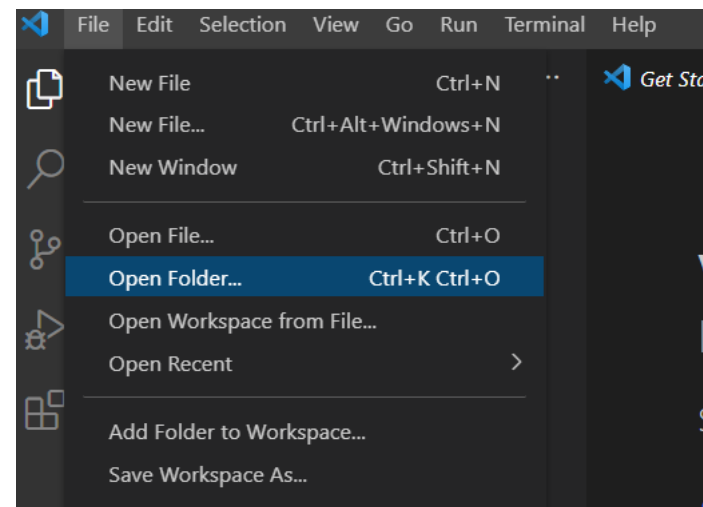 File Edit Selection View Go Run Terminal Help
New File Ctrl+N
New File... Ctrl+Alt+Windows+N
New Window Ctrl+Shift+N
Open File... Ctrl+O
Open Folder... Ctrl+K Ctrl+O
Open Workspace from File...
Open Recent
Add Folder to Workspace...
Save Workspace As...
Get